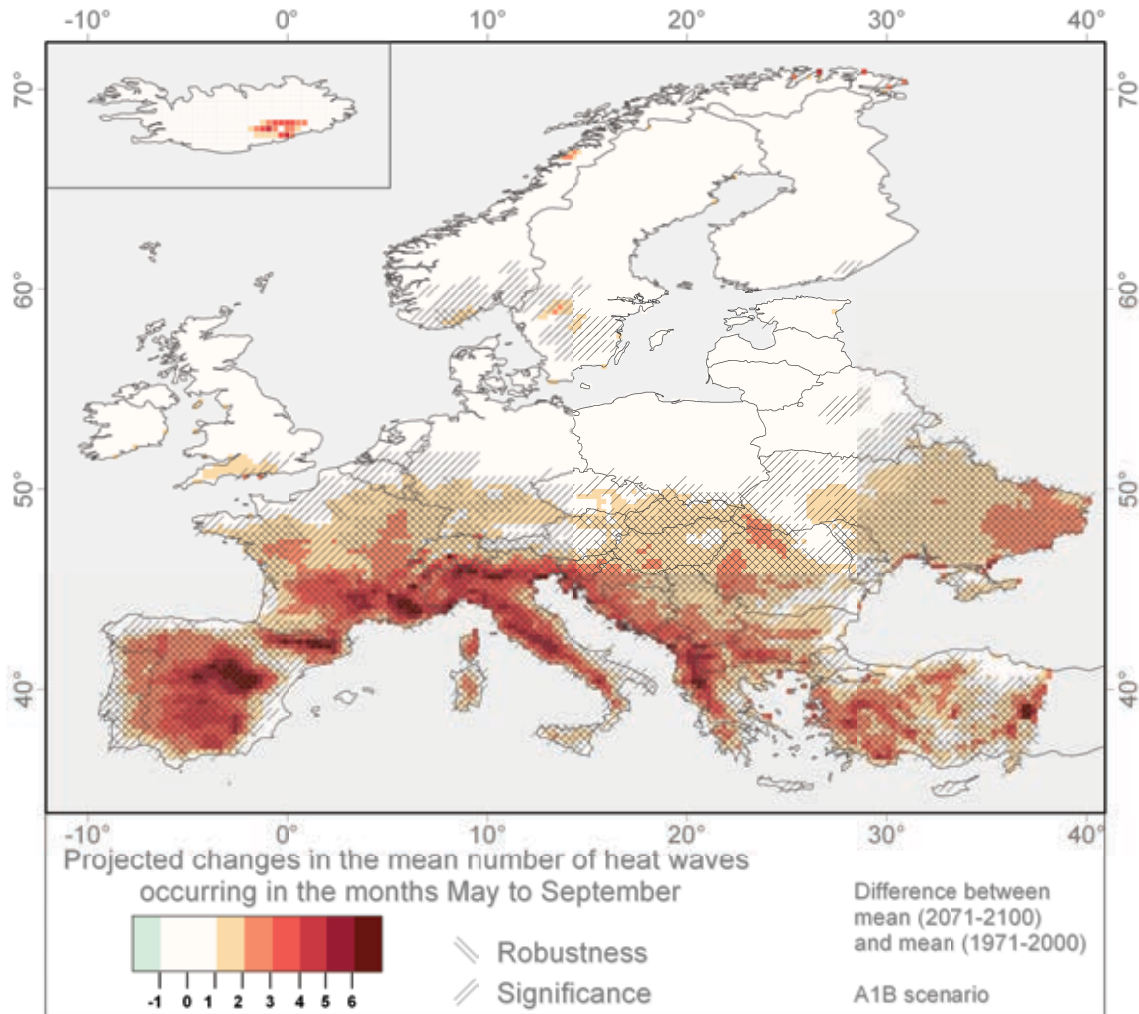 -10° 0° 10° 20° 30° 40°
70° 70°
60° 60°
50° 50°
40° 40°
-10° 0° 10° 20° 30° 40°
Projected changes in the mean number of heat waves
occurring in the months May to September
-1 0 1 2 3 4 5 6
Robustness
Significance
Difference between
mean (2071-2100)
and mean (1971-2000)
A1B scenario